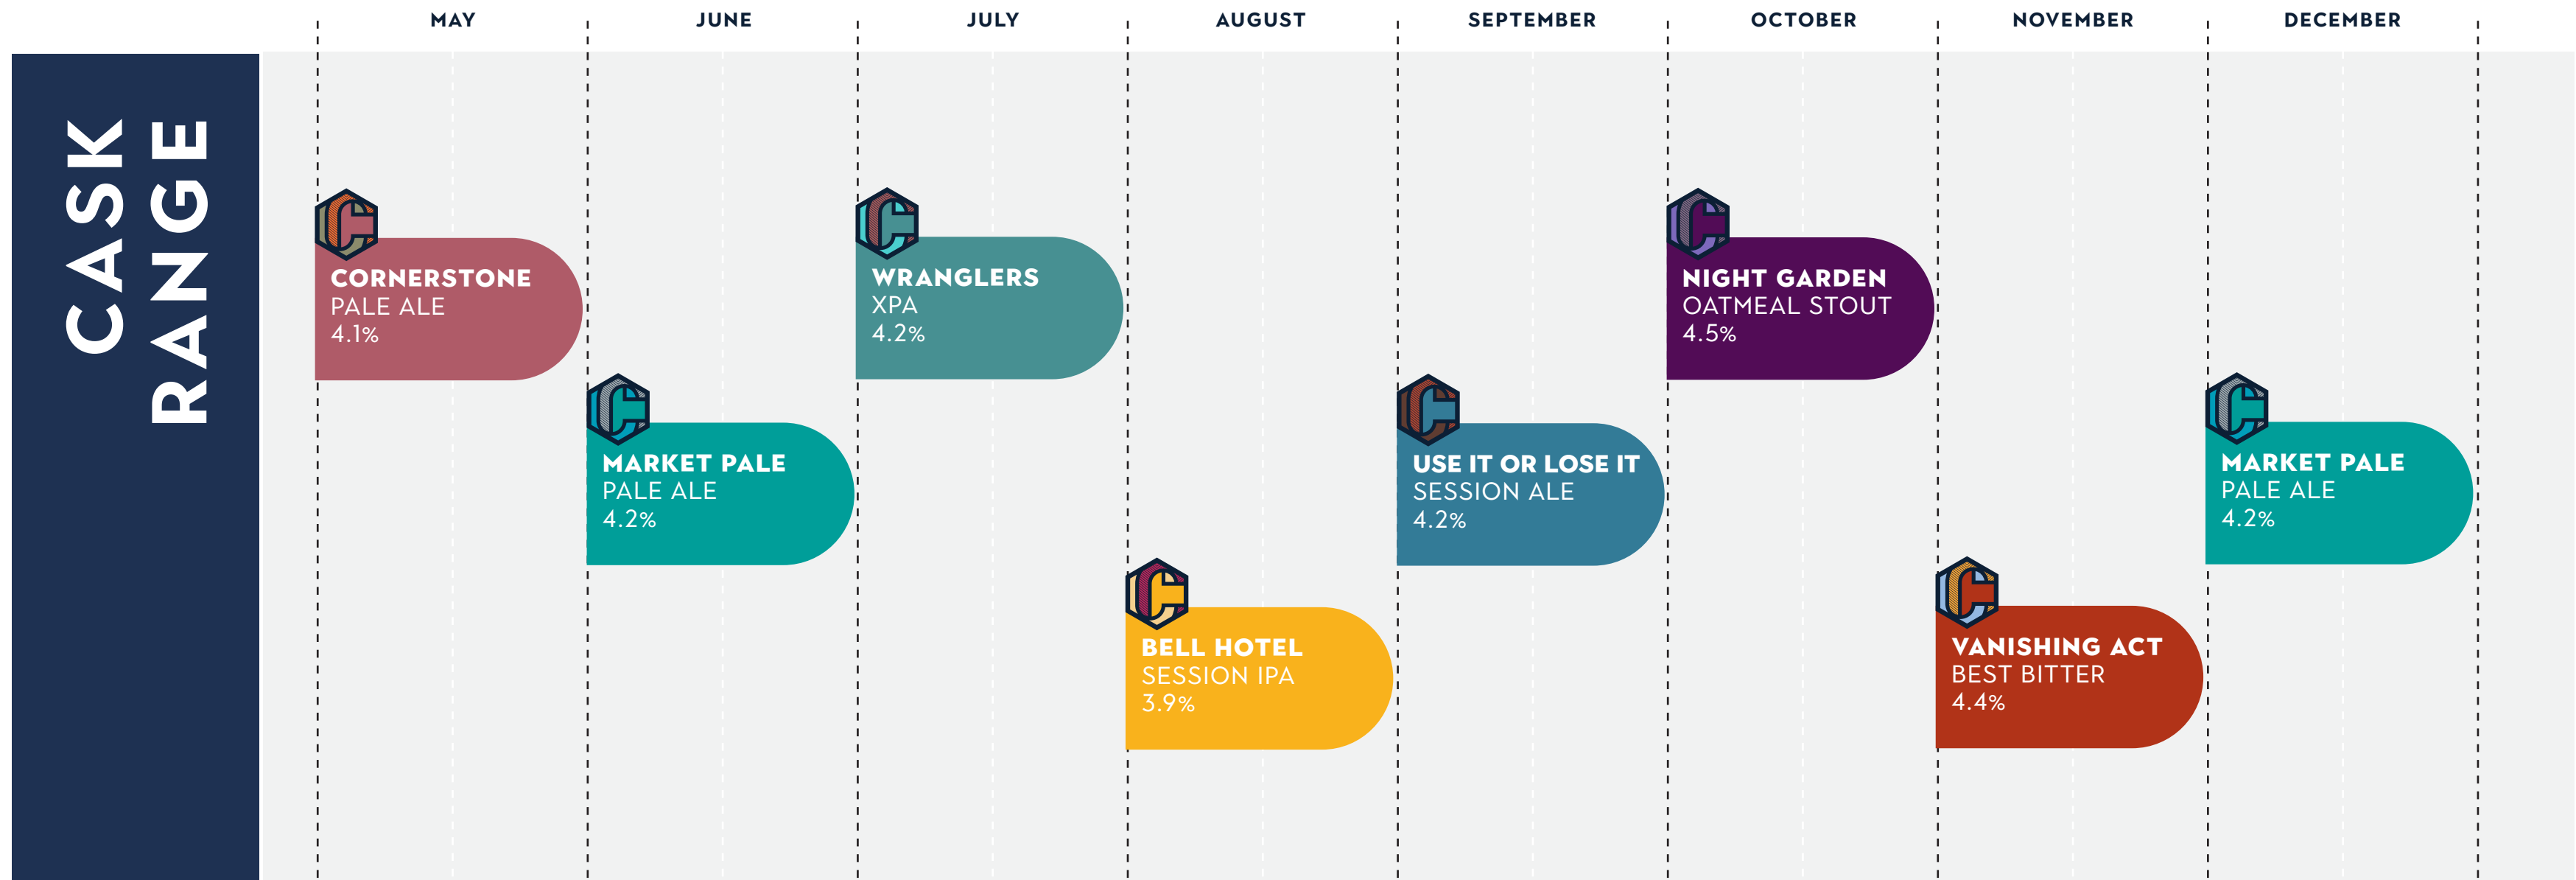 MAY
JUNE
JULY
AUGUST
SEPTEMBER
OCTOBER
NOVEMBER
DECEMBER
CASK
RANGE
CORNERSTONE
PALE ALE
4.1%
MARKET PALE
PALE ALE
4.2%
WRANGLERS
XPA
4.2%
BELL HOTEL
SESSION IPA
3.9%
USE IT OR LOSE IT
SESSION ALE
4.2%
NIGHT GARDEN
OATMEAL STOUT
4.5%
VANISHING ACT
BEST BITTER
4.4%
MARKET PALE
PALE ALE
4.2%